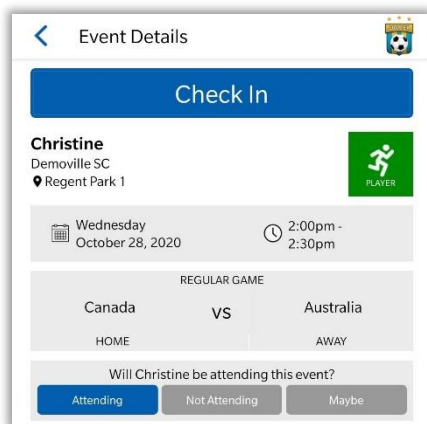 Event Details
Check In
Christine
Demoville SC
Regent Park 1
PLAYER
Wednesday
October 28, 2020
2:00pm -
2:30pm
REGULAR GAME
Canada
VS
Australia
HOME
AWAY
Will Christine be attending this event?
Attending
Not Attending
Maybe